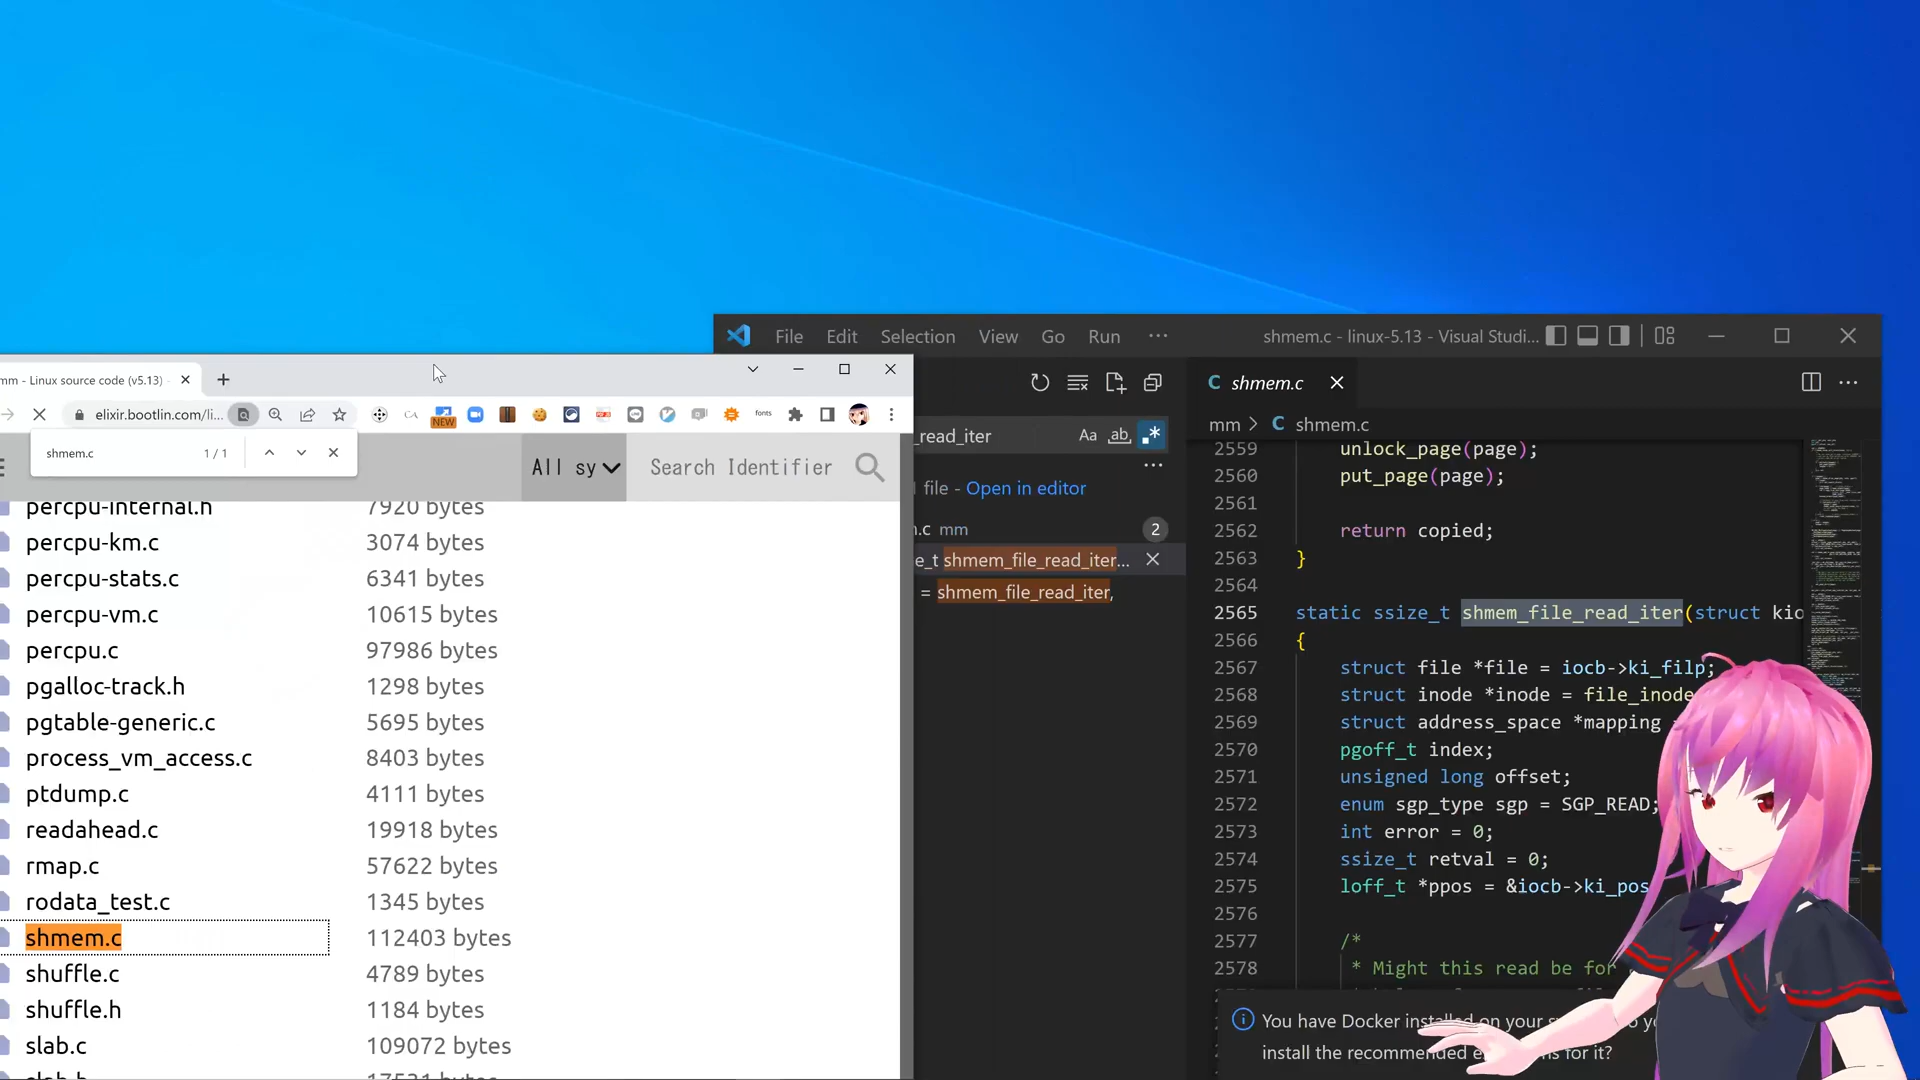 File Edit Selection View Go Run ··· shmem.c - linux-5.13 - Visual Studi...
mm - Linux source code (v5.13)
elixir.bootlin.com/li...
NEW
CA
fonts
shmem.c 1/1
All sy Search Identifier
percpu-internal.h 7920 bytes
percpu-km.c 3074 bytes
percpu-stats.c 6341 bytes
percpu-vm.c 10615 bytes
percpu.c 97986 bytes
pgalloc-track.h 1298 bytes
pgtable-generic.c 5695 bytes
process_vm_access.c 8403 bytes
ptdump.c 4111 bytes
readahead.c 19918 bytes
rmap.c 57622 bytes
rodata_test.c 1345 bytes
shmem.c 112403 bytes
shuffle.c 4789 bytes
shuffle.h 1184 bytes
slab.c 109072 bytes
_read_iter Aa ab .*
file - Open in editor
.c mm 2
e_t shmem_file_read_iter...
= shmem_file_read_iter,
C shmem.c
mm > C shmem.c
2559 unlock_page(page);
2560 put_page(page);
2561
2562 return copied;
2563 }
2564
2565 static ssize_t shmem_file_read_iter(struct kio
2566 {
2567 struct file *file = iocb->ki_filp;
2568 struct inode *inode = file_inode
2569 struct address_space *mapping
2570 pgoff_t index;
2571 unsigned long offset;
2572 enum sgp_type sgp = SGP_READ;
2573 int error = 0;
2574 ssize_t retval = 0;
2575 loff_t *ppos = &iocb->ki_pos
2576
2577 /*
2578 * Might this read be for
You have Docker installed on your
install the recommended for it?